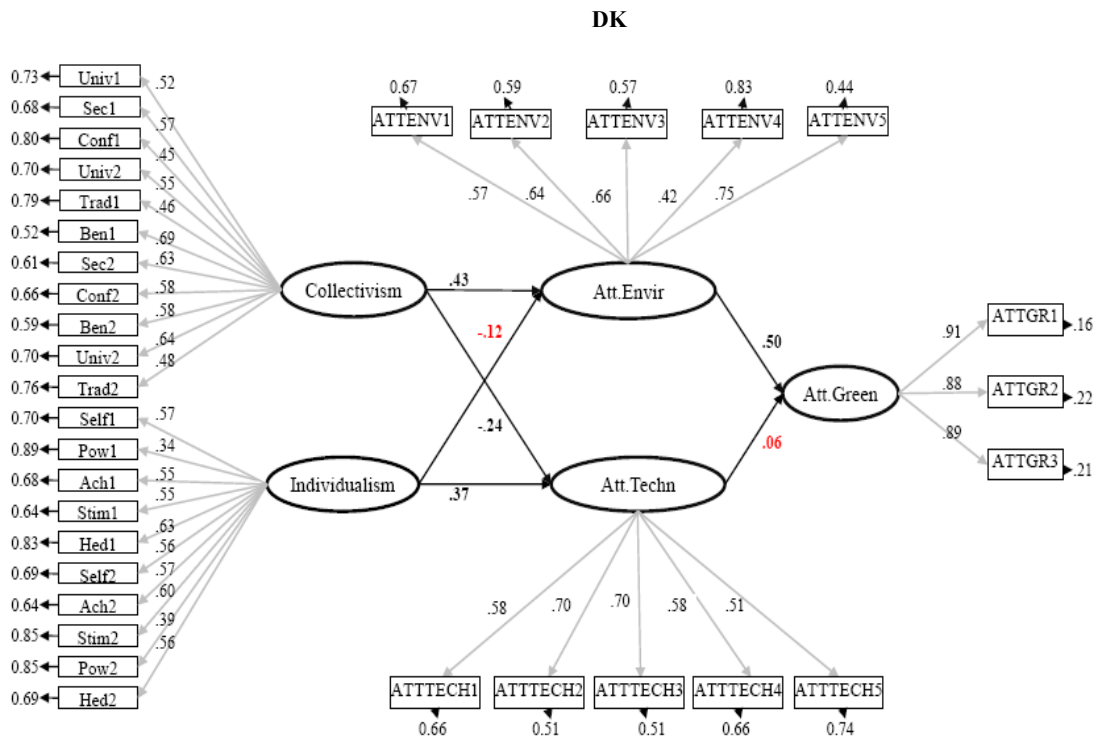 DK
0.73 Univ1 .52
0.68 Sec1 .57
0.80 Conf1 .45
0.70 Univ2 .55
0.79 Trad1 .46
0.52 Ben1 .69
0.61 Sec2 .63
0.66 Conf2 .58
0.59 Ben2 .58
0.70 Univ2 .64
0.76 Trad2 .48
0.70 Self1 .57
0.89 Pow1 .34
0.68 Ach1 .55
0.64 Stim1 .55
0.83 Hed1 .63
0.69 Self2 .56
0.64 Ach2 .57
0.85 Stim2 .60
0.85 Pow2 .39
0.69 Hed2 .56
0.67 0.59 0.57 0.83 0.44
ATTENV1 ATTENV2 ATTENV3 ATTENV4 ATTENV5
.57 .64 .66 .42 .75
Collectivism .43 Att.Envir
-.12
-.24
Individualism .37 Att.Techn
.50
Att.Green
.06
.91 ATTGR1 .16
.88 ATTGR2 .22
.89 ATTGR3 .21
.58 .70 .70 .58 .51
ATTTECH1 ATTTECH2 ATTTECH3 ATTTECH4 ATTTECH5
0.66 0.51 0.51 0.66 0.74